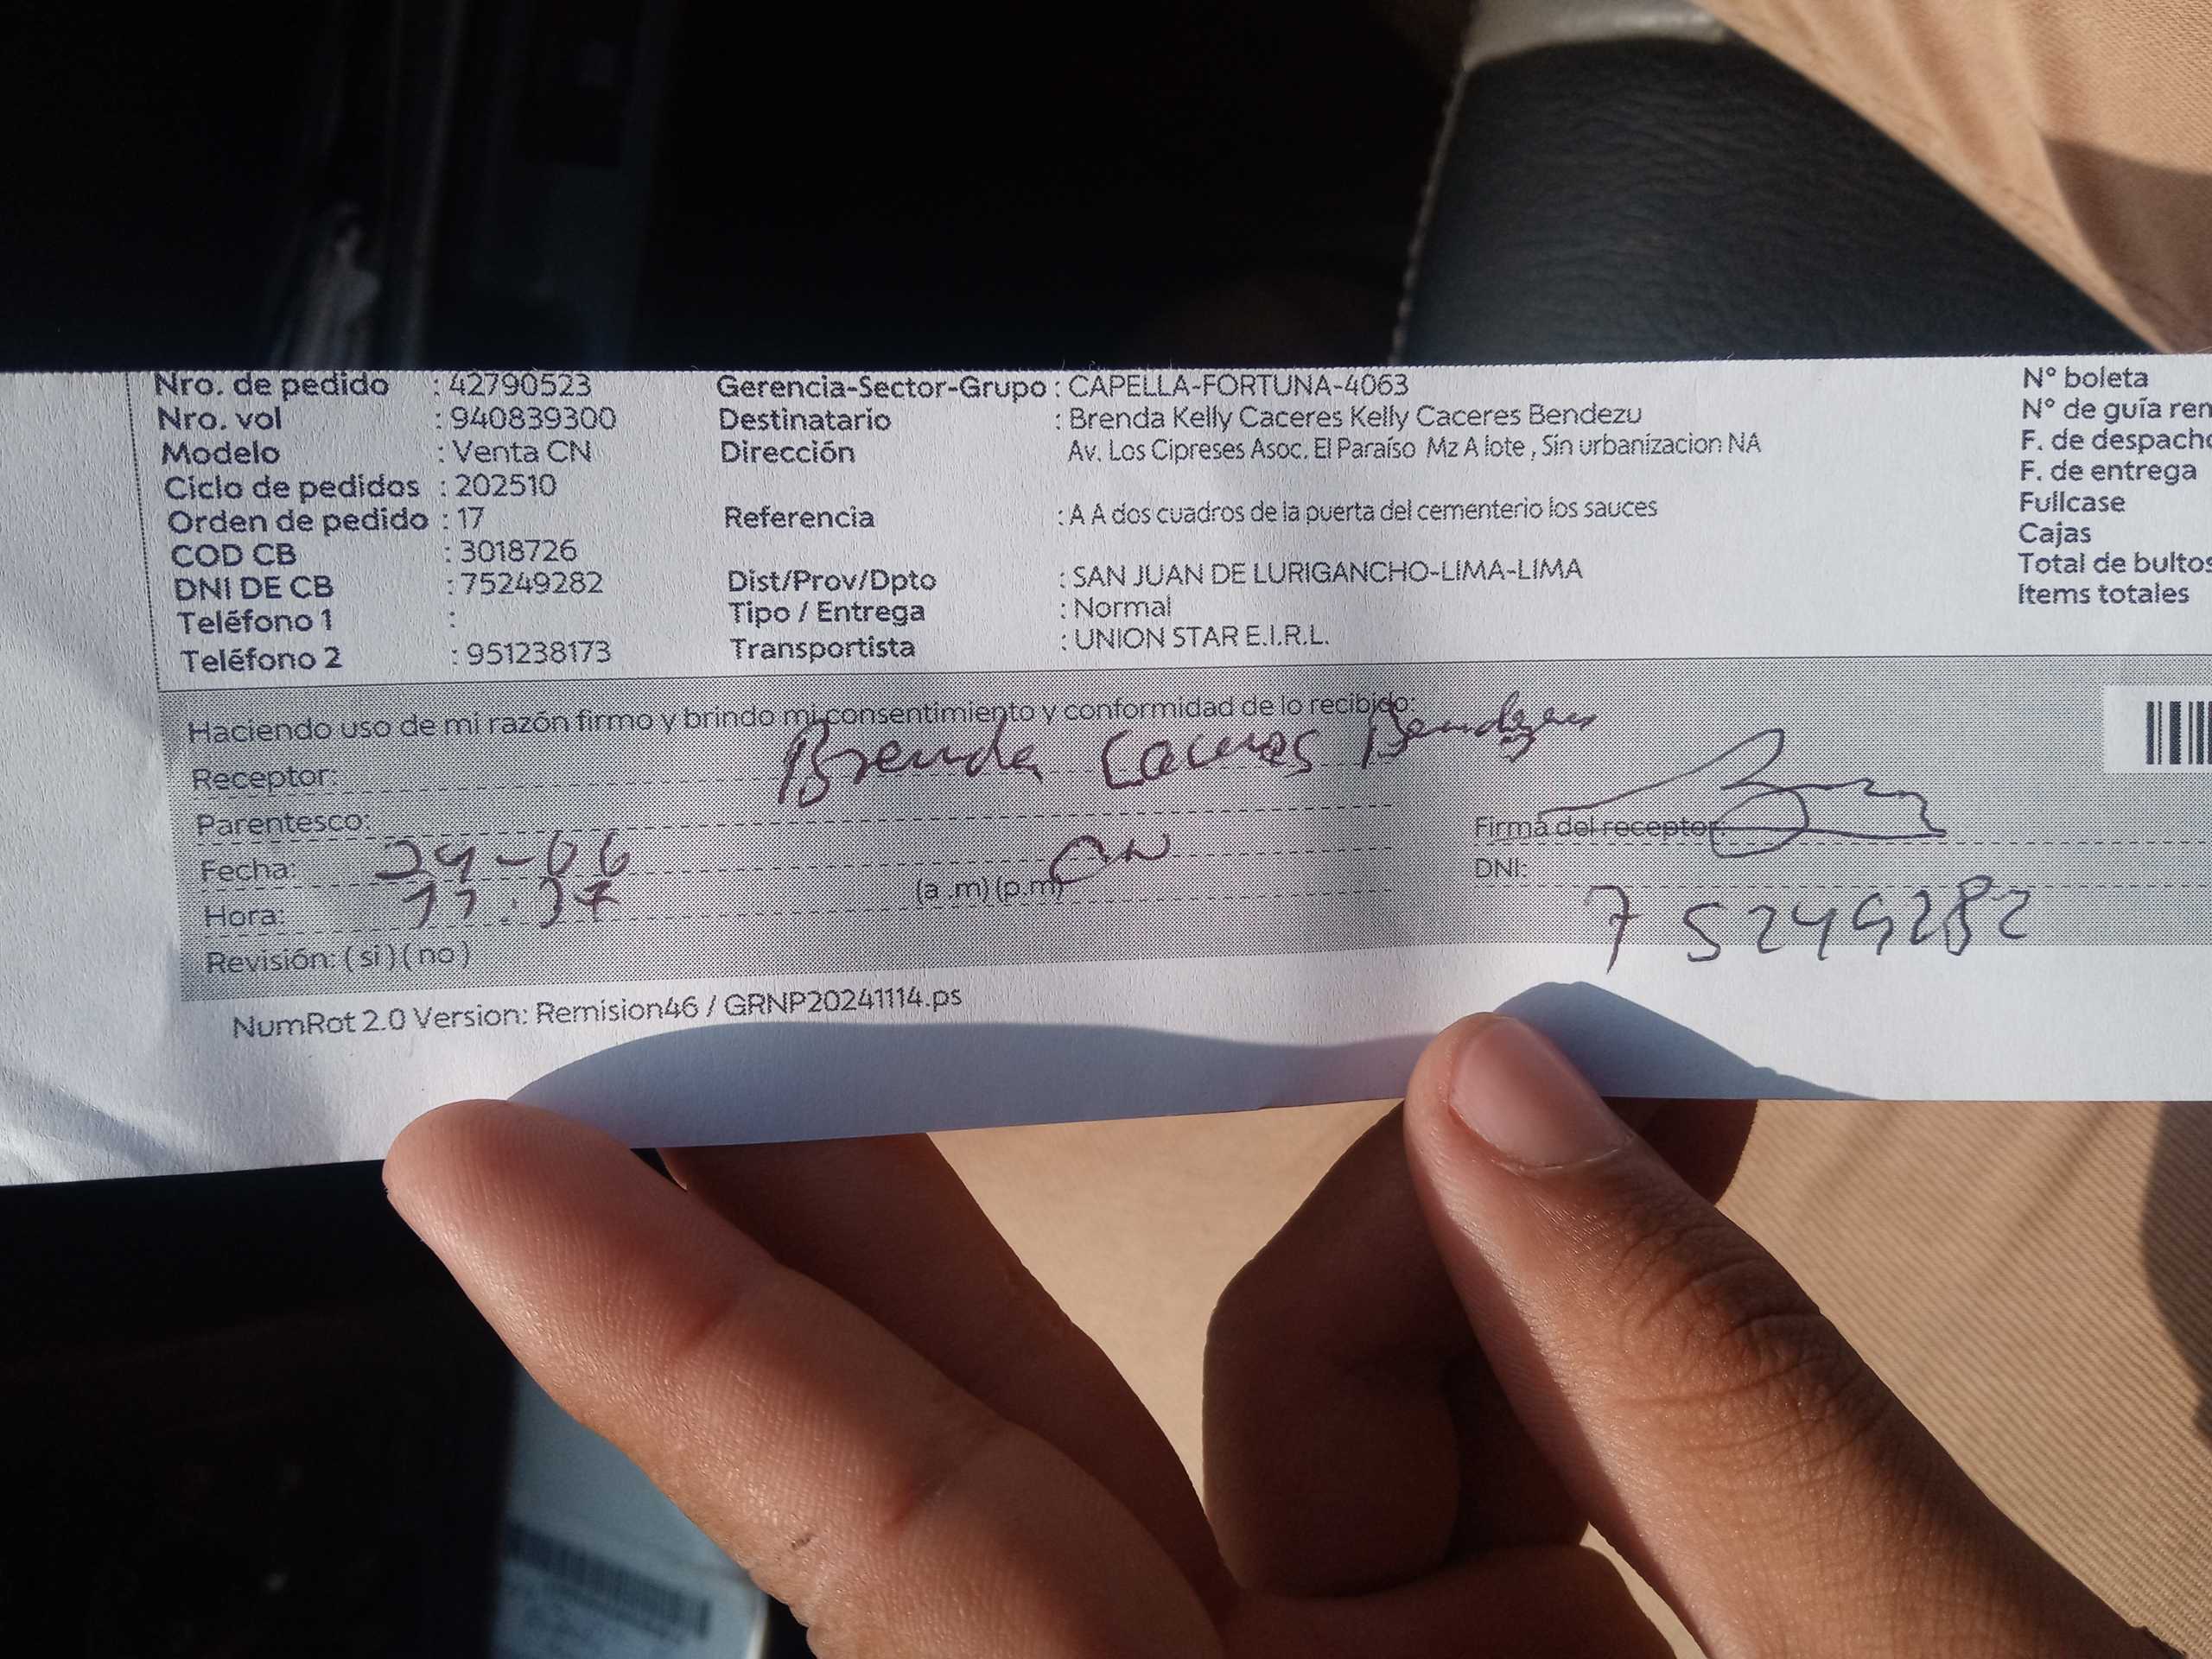 Nro. de pedido : 42790523
Nro. vol : 940839300
Modelo : Venta CN
Ciclo de pedidos : 202510
Orden de pedido : 17
COD CB : 3018726
DNI DE CB : 75249282
Teléfono 1 :
Teléfono 2 : 951238173
Gerencia-Sector-Grupo : CAPELLA-FORTUNA-4063
Destinatario : Brenda Kelly Caceres Kelly Caceres Bendezu
Dirección Av. Los Cipreses Asoc. El Paraíso Mz A lote , Sin urbanizacion NA
Referencia : A A dos cuadros de la puerta del cementerio los sauces
Dist/Prov/Dpto : SAN JUAN DE LURIGANCHO-LIMA-LIMA
Tipo / Entrega : Normal
Transportista : UNION STAR E.I.R.L.
N° boleta
N° de guía
F. de despacho
F. de entrega
Fullcase
Cajas
Total de bultos
Items totales
Haciendo uso de mi razón firmo y brindo mi consentimiento y conformidad de lo recibido:
Receptor: Brenda Caceres Bendezu
Parentesco:
Fecha: 24-06
Hora: 11:37 (a .m) (p.m)
Revisión: ( si ) ( no )
Firma del receptor:
DNI: 75249282
NumRot 2.0 Version: Remision46 / GRNP20241114.ps